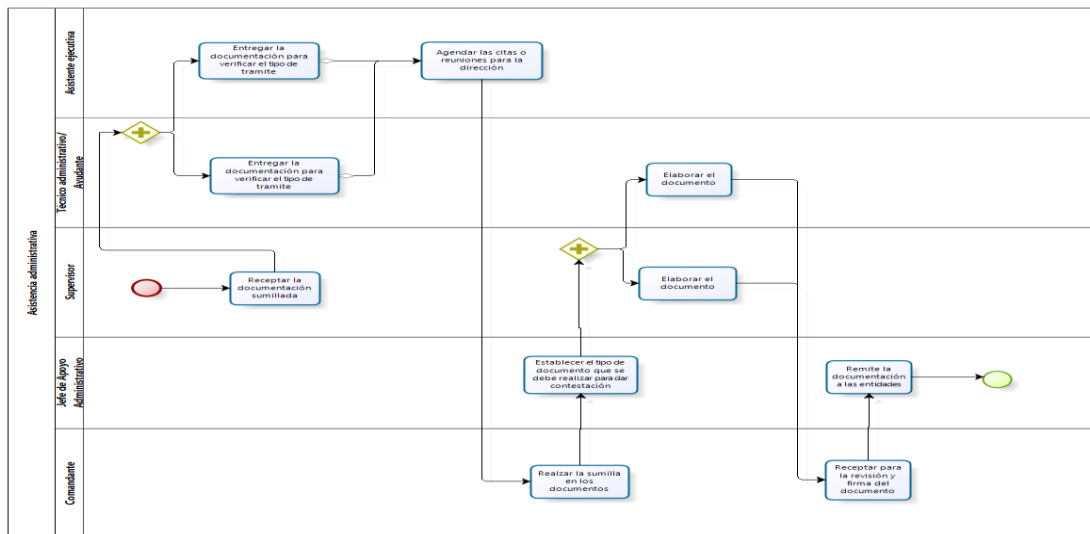 Asistencia administrativa
Asistente ejecutiva
Entregar la
documentación para
verificar el tipo de
tramite
Agendar las citas o
reuniones para la
dirección
Técnico administrativo/
Ayudante
Entregar la
documentación para
verificar el tipo de
tramite
Elaborar el
documento
Supervisor
Receptar la
documentación
sumillada
Elaborar el
documento
Jefe de Apoyo
Administrativo
Establecer el tipo de
documento que se
debe realizar para dar
contestación
Remite la
documentación
a las entidades
Comandante
Realzar la sumilla
en los
documentos
Receptar para
la revisión y
firma del
documento